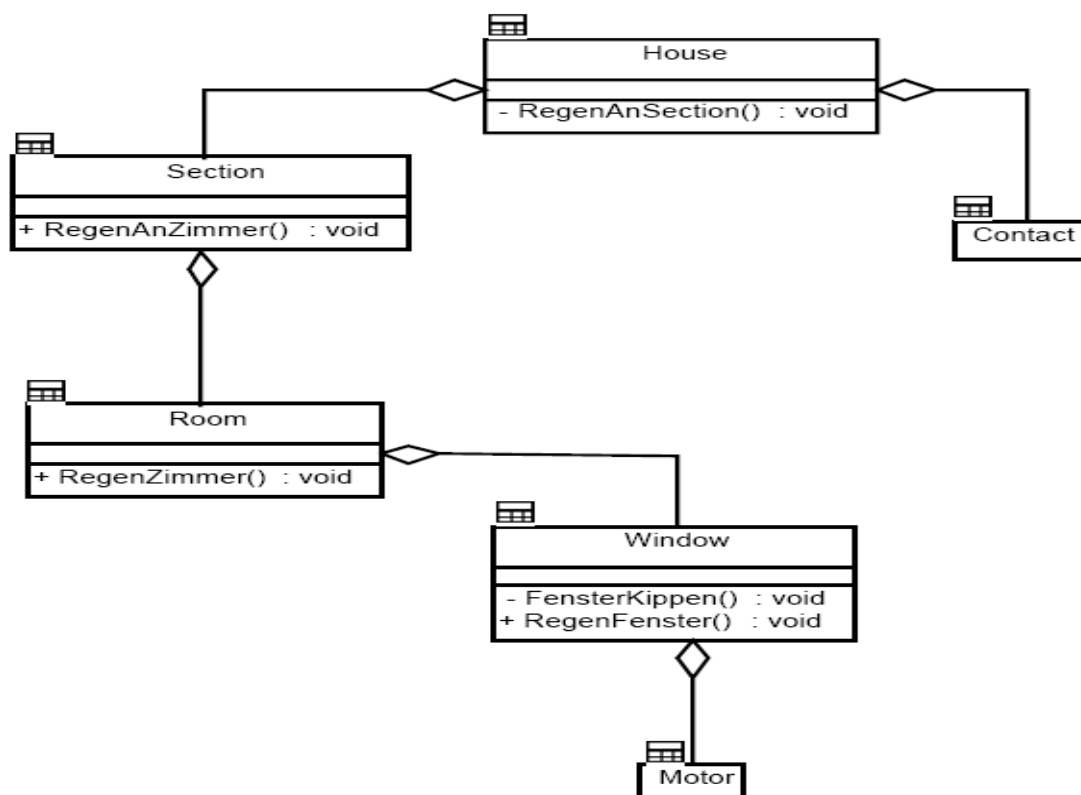 House
- RegenAnSection() : void
Section
+ RegenAnZimmer() : void
Contact
Room
+ RegenZimmer() : void
Window
- FensterKippen() : void
+ RegenFenster() : void
Motor